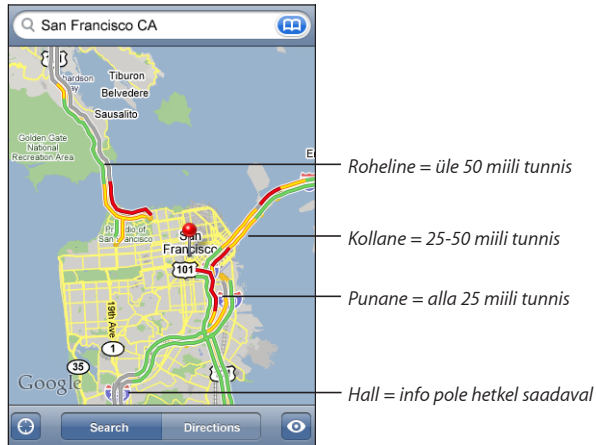 San Francisco CA
Tiburon
Belvedere
Sausalito
Golden Gate
National
Recreation Area
San
Francisco
101
19th Ave
1
35
Google
Search
Directions
Roheline = üle 50 miili tunnis
Kollane = 25-50 miili tunnis
Punane = alla 25 miili tunnis
Hall = info pole hetkel saadaval